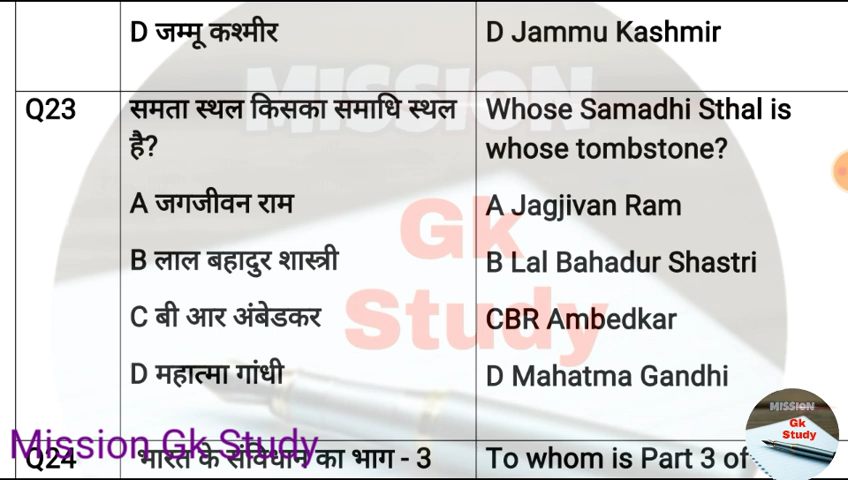 D जम्मू कश्मीर
D Jammu Kashmir
MISSION
Q23
समता स्थल किसका समाधि स्थल
है?
Whose Samadhi Sthal is
whose tombstone?
A जगजीवन राम
A Jagjivan Ram
Gk
B लाल बहादुर शास्त्री
B Lal Bahadur Shastri
Study
C बी आर अंबेडकर
CBR Ambedkar
D महात्मा गांधी
D Mahatma Gandhi
MISSION
Gk
Study
Mission Gk Study
Q24
भारत के संविधान का भाग - 3
To whom is Part 3 of